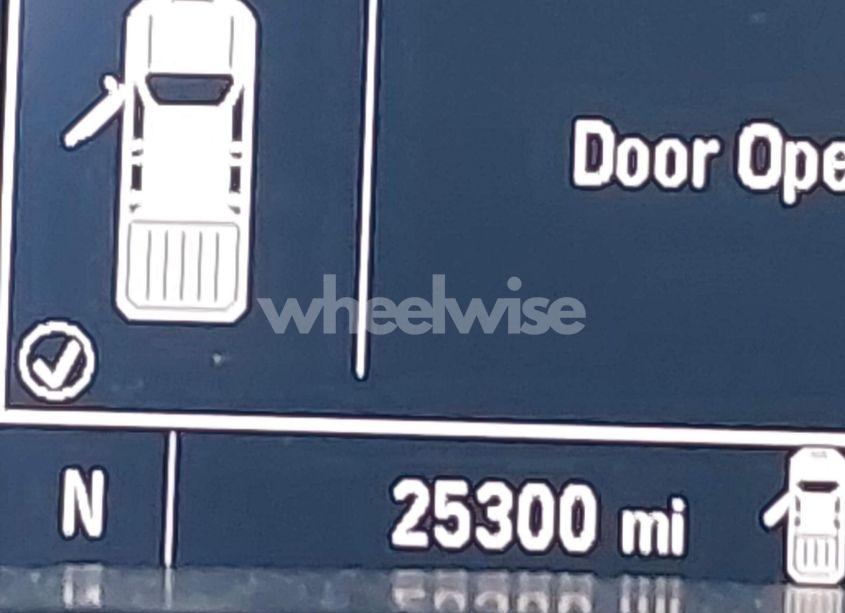 Door Ope
wheelwise
N
25300 mi